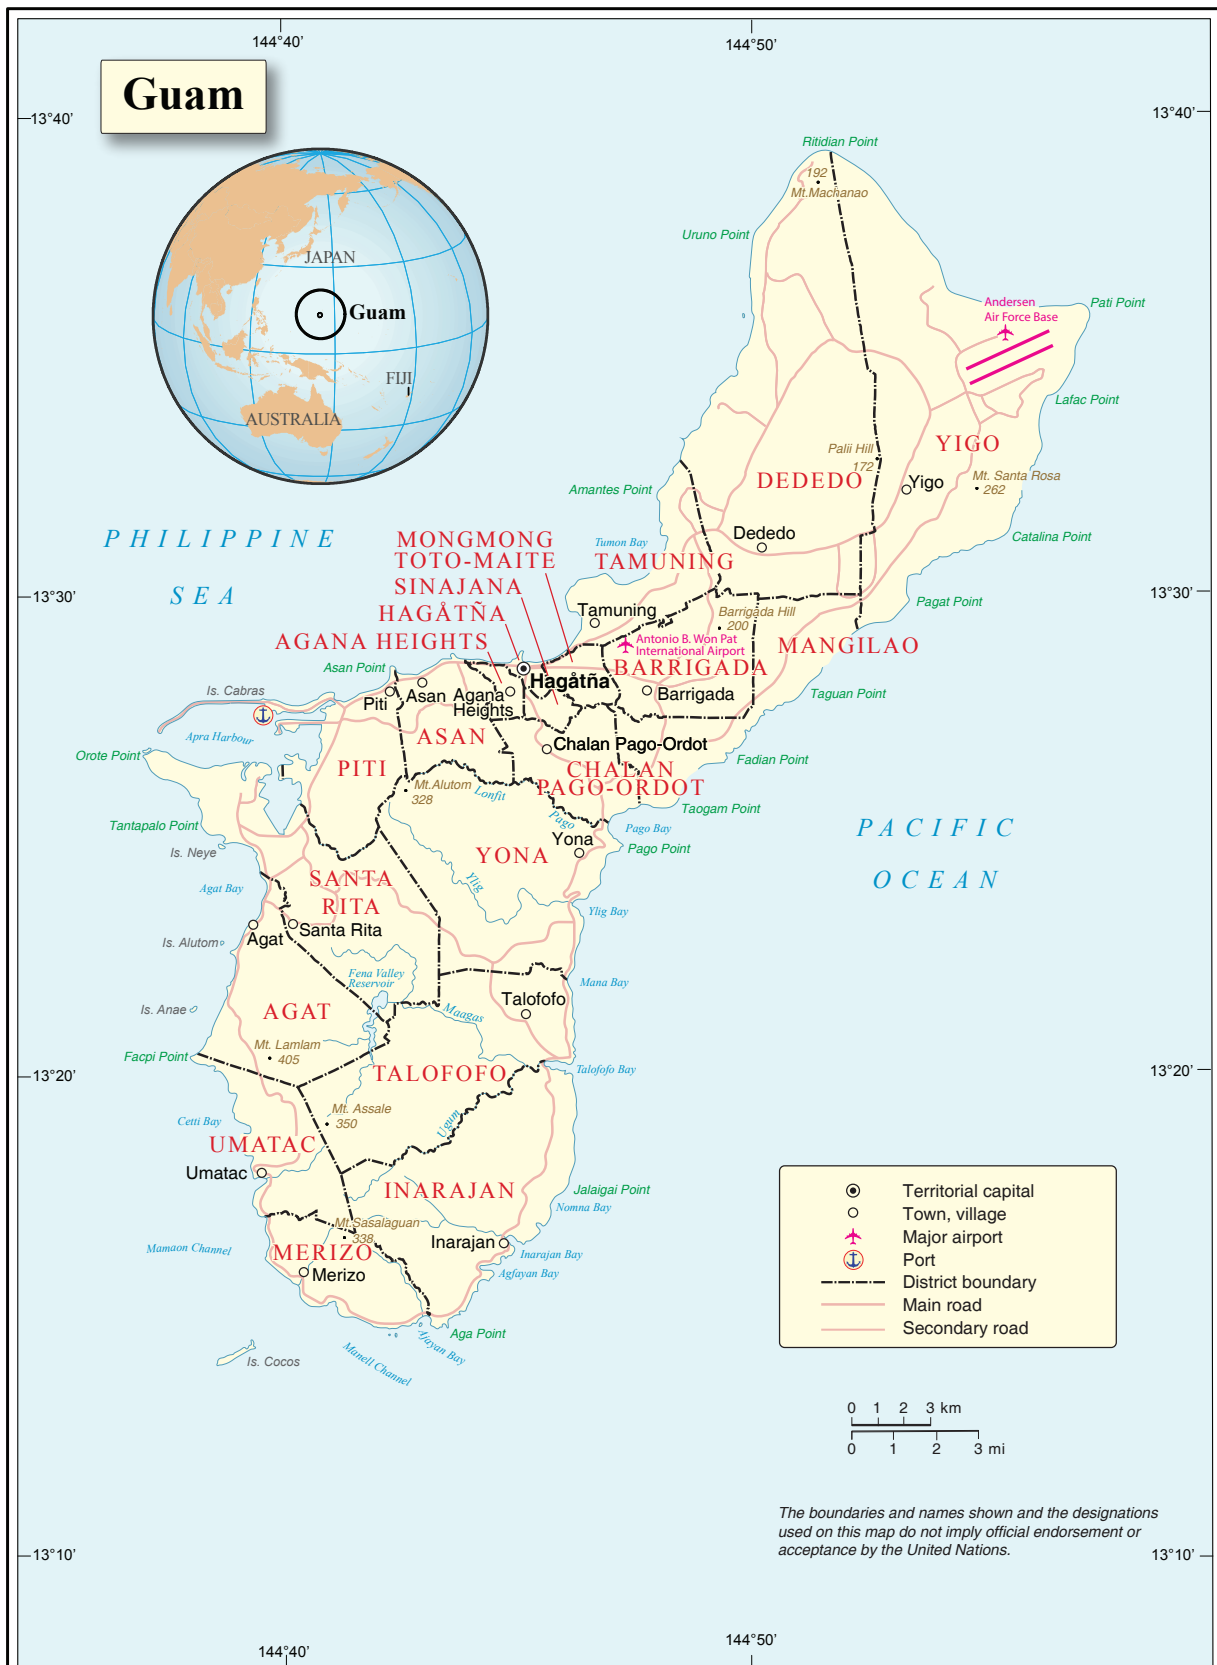 144°40'
144°50'
Guam
13°40'
13°40'
Ritidian Point
192
Mt.Machanao
Uruno Point
JAPAN
Guam
FIJI
AUSTRALIA
Andersen
Air Force Base
Pati Point
Lafac Point
YIGO
Palii Hill
172
DEDEDO
Yigo
Mt. Santa Rosa
262
Amantes Point
PHILIPPINE
SEA
Dededo
Catalina Point
MONGMONG
TOTO-MAITE
Tumon Bay
TAMUNING
SINAJANA
13°30'
13°30'
HAGÅTÑA
Tamuning
Barrigada Hill
200
Pagat Point
AGANA HEIGHTS
Antonio B. Won Pat
International Airport
MANGILAO
Asan Point
BARRIGADA
Hagåtña
Is. Cabras
Piti
Asan
Agana
Heights
Barrigada
Taguan Point
Apra Harbour
ASAN
Chalan Pago-Ordot
Orote Point
PITI
CHALAN
PAGO-ORDOT
Fadian Point
Mt.Alutom
328
Lonfit
Taogam Point
Tantapalo Point
Pago
Pago Bay
PACIFIC
OCEAN
Is. Neye
Yona
Pago Point
YONA
SANTA
RITA
Agat Bay
Ylig
Ylig Bay
Agat
Santa Rita
Is. Alutom
Fena Valley
Reservoir
Mana Bay
Is. Anae
AGAT
Maagas
Talofofo
Mt. Lamlam
405
Facpi Point
TALOFOFO
Talofofo Bay
13°20'
13°20'
Mt. Assale
350
Cetti Bay
Ugum
UMATAC
Umatac
INARAJAN
Jalaigai Point
Nomna Bay
Mt.Sasalaguan
338
Mamaon Channel
MERIZO
Inarajan
Inarajan Bay
Merizo
Agfayan Bay
Aga Point
Ajayan Bay
Manell Channel
Is. Cocos
Territorial capital
Town, village
Major airport
Port
District boundary
Main road
Secondary road
0 1 2 3 km
0 1 2 3 mi
The boundaries and names shown and the designations
used on this map do not imply official endorsement or
acceptance by the United Nations.
13°10'
13°10'
144°40'
144°50'